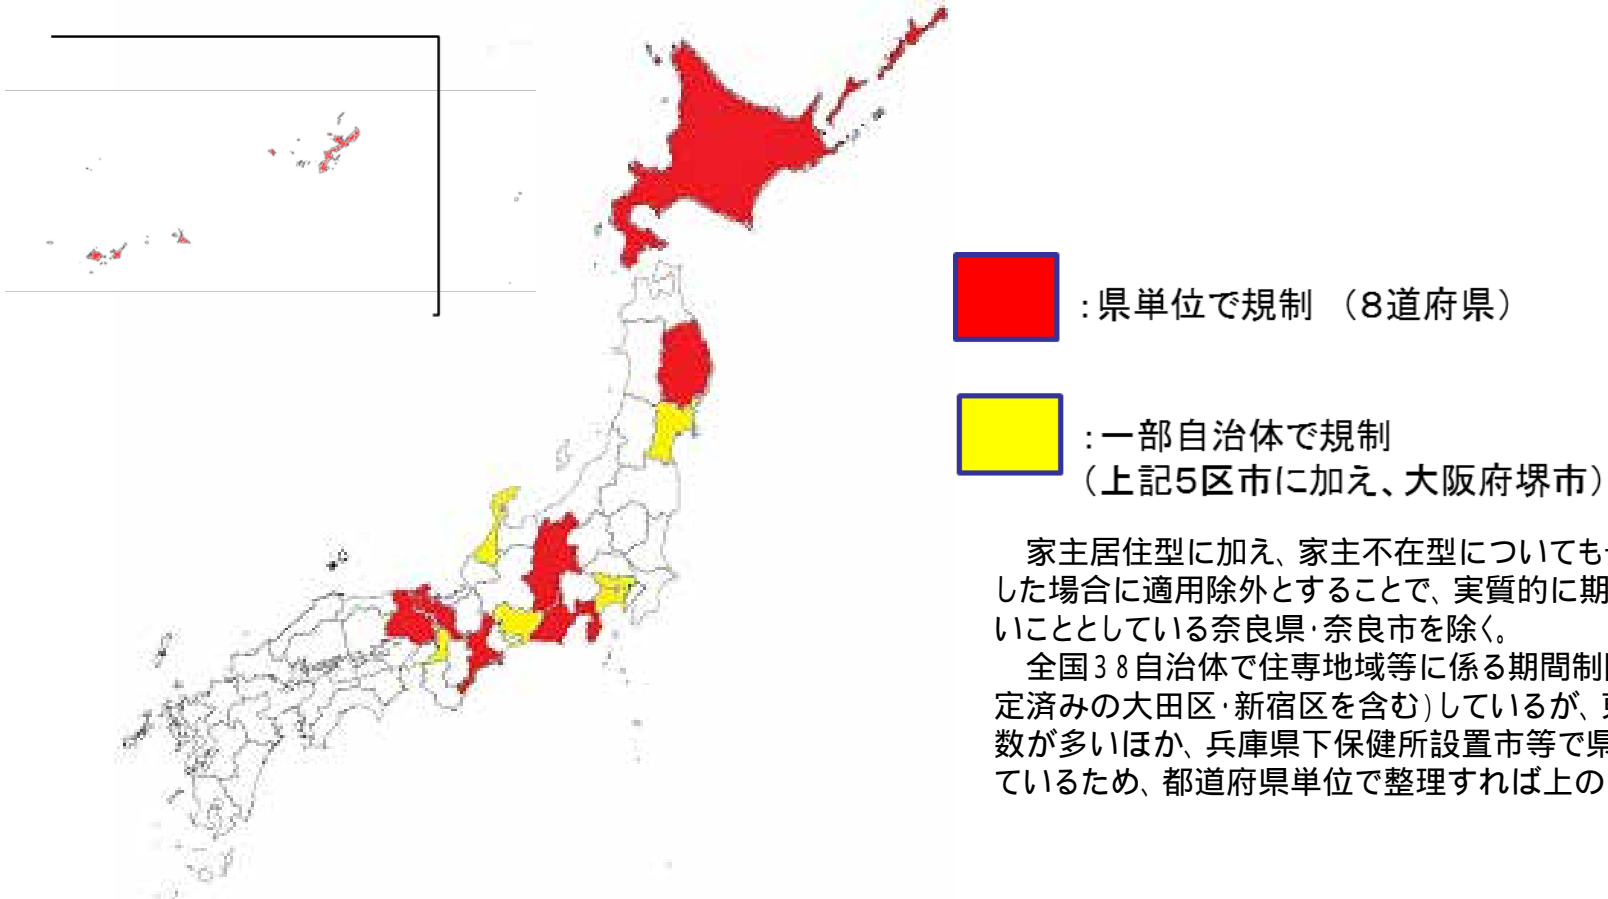 ：県単位で規制 （８道府県）
：一部自治体で規制
（上記５区市に加え、大阪府堺市）
家主居住型に加え、家主不在型についても
した場合に適用除外とすることで、実質的に期
いこととしている奈良県・奈良市を除く。
全国３８自治体で住専地域等に係る期間制
定済みの大田区・新宿区を含む）しているが、
数が多いほか、兵庫県下保健所設置市等で県
ているため、都道府県単位で整理すれば上の